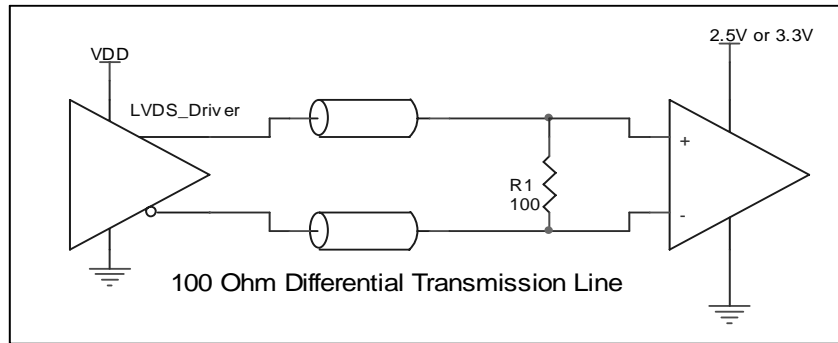 VDD
2.5V or 3.3V
LVDS_Driver
+
R1
100
-
100 Ohm Differential Transmission Line